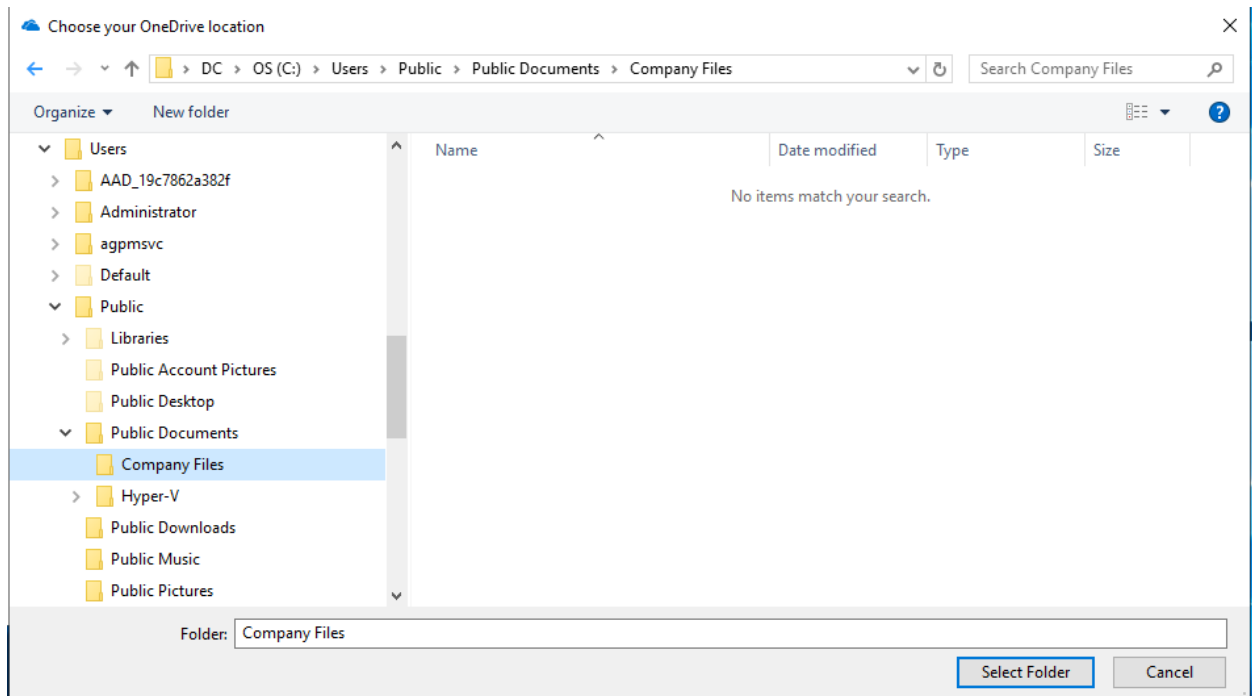 Choose your OneDrive location
DC > OS (C:) > Users > Public > Public Documents > Company Files
Search Company Files
Organize
New folder
?
Users
AAD_19c7862a382f
Administrator
agpmsvc
Default
Public
Libraries
Public Account Pictures
Public Desktop
Public Documents
Company Files
Hyper-V
Public Downloads
Public Music
Public Pictures
Name Date modified Type Size
No items match your search.
Folder: Company Files
Select Folder Cancel